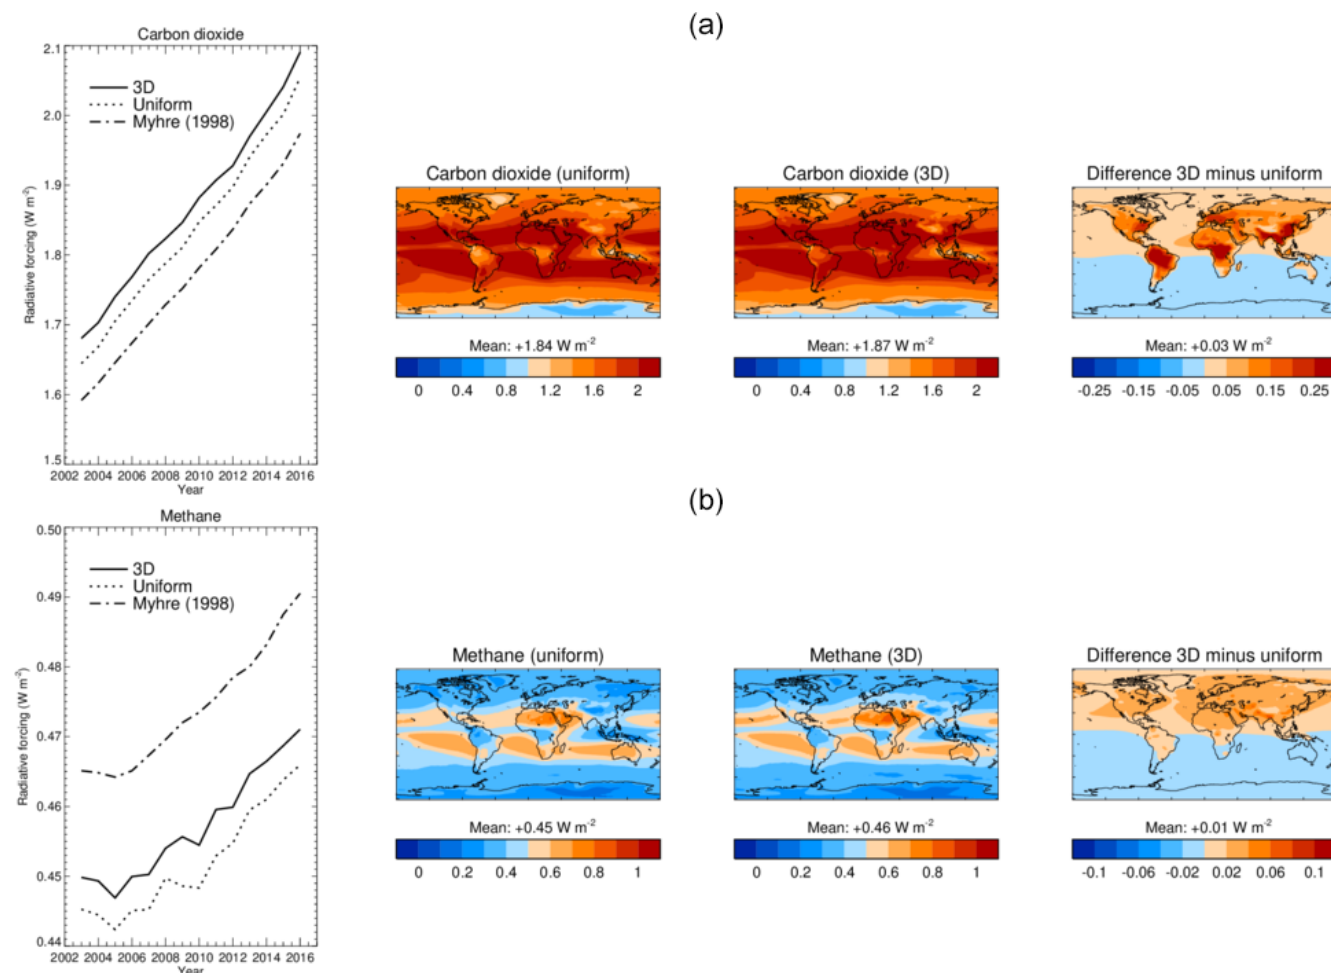 (a)
Carbon dioxide
2.1
2.0
1.9
1.8
1.7
1.6
1.5
Radiative forcing (W m-2)
3D
Uniform
Myhre (1998)
2002 2004 2006 2008 2010 2012 2014 2016
Year
Carbon dioxide (uniform)
Mean: +1.84 W m-2
0 0.4 0.8 1.2 1.6 2
Carbon dioxide (3D)
Mean: +1.87 W m-2
0 0.4 0.8 1.2 1.6 2
Difference 3D minus uniform
Mean: +0.03 W m-2
-0.25 -0.15 -0.05 0.05 0.15 0.25
(b)
Methane
0.50
0.49
0.48
0.47
0.46
0.45
0.44
Radiative forcing (W m-2)
3D
Uniform
Myhre (1998)
2002 2004 2006 2008 2010 2012 2014 2016
Year
Methane (uniform)
Mean: +0.45 W m-2
0 0.2 0.4 0.6 0.8 1
Methane (3D)
Mean: +0.46 W m-2
0 0.2 0.4 0.6 0.8 1
Difference 3D minus uniform
Mean: +0.01 W m-2
-0.1 -0.06 -0.02 0.02 0.06 0.1